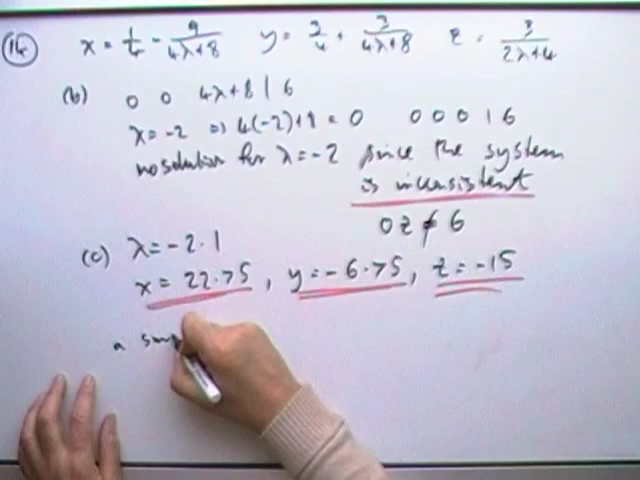 14 x = 1/4 - 9/(4λ+8) y = 3/4 + 3/(4λ+8) z = 3/(2λ+4)
(b) 0 0 4λ+8 | 6
λ=-2 ⇒ 4(-2)+8 = 0 0 0 0 | 6
no solution for λ=-2 since the system
is inconsistent
0z ≠ 6
(c) λ=-2.1
x = 22.75, y=-6.75, z=-15
a